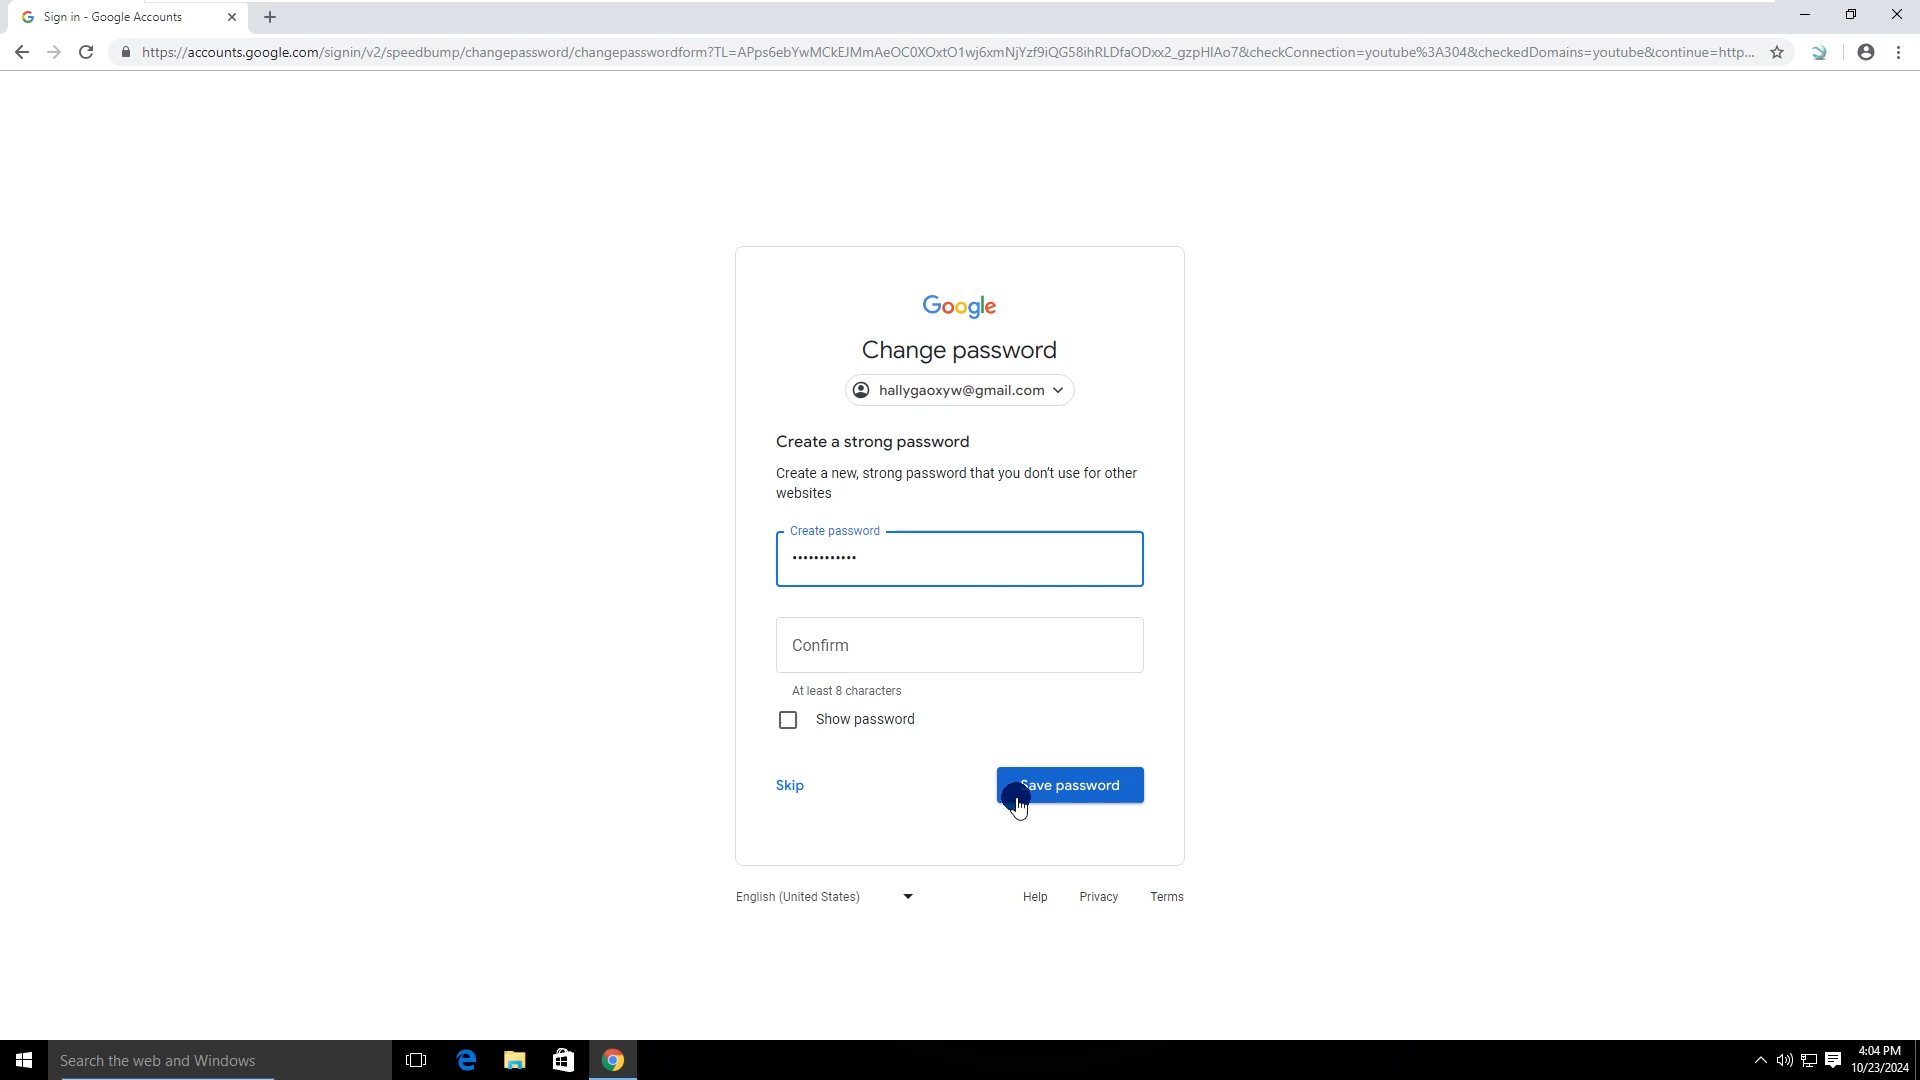 Sign in - Google Accounts
https://accounts.google.com/signin/v2/speedbump/changepassword/changepasswordform?TL=APps6ebYwMCkEJMmAeOC0XOxtO1wj6xmNjYzf9iQG58ihRLDfaODxx2_gzpHlAo7&checkConnection=youtube%3A304&checkedDomains=youtube&continue=http...
Google
Change password
hallygaoxyw@gmail.com
Create a strong password
Create a new, strong password that you don't use for other
websites
Create password
••••••••••••
Confirm
At least 8 characters
Show password
Skip
Save password
English (United States)
Help
Privacy
Terms
Search the web and Windows
4:04 PM
10/23/2024